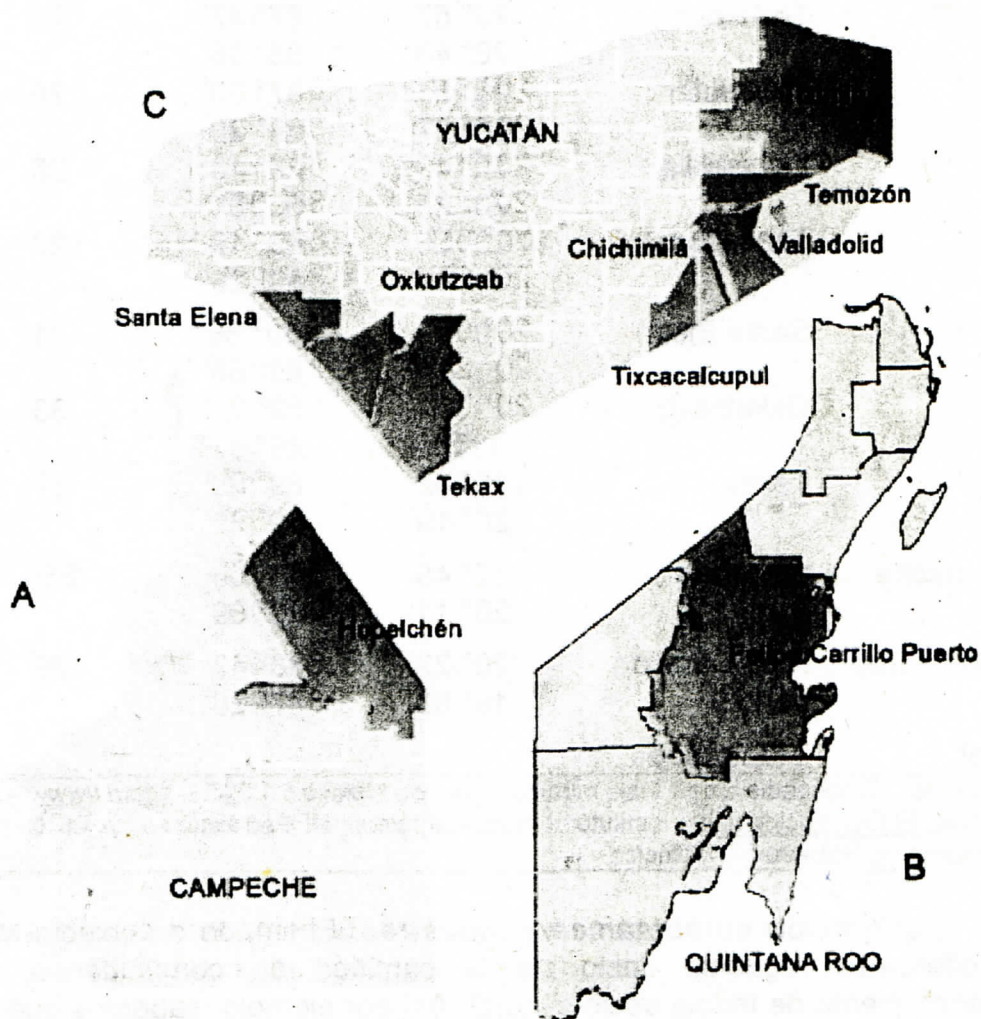 C
YUCATÁN
Temozón
Chichimilá
Valladolid
Oxkutzcab
Santa Elena
Tixcacalcupul
Tekax
A
Hopelchén
Carrillo Puerto
CAMPECHE
B
QUINTANA ROO